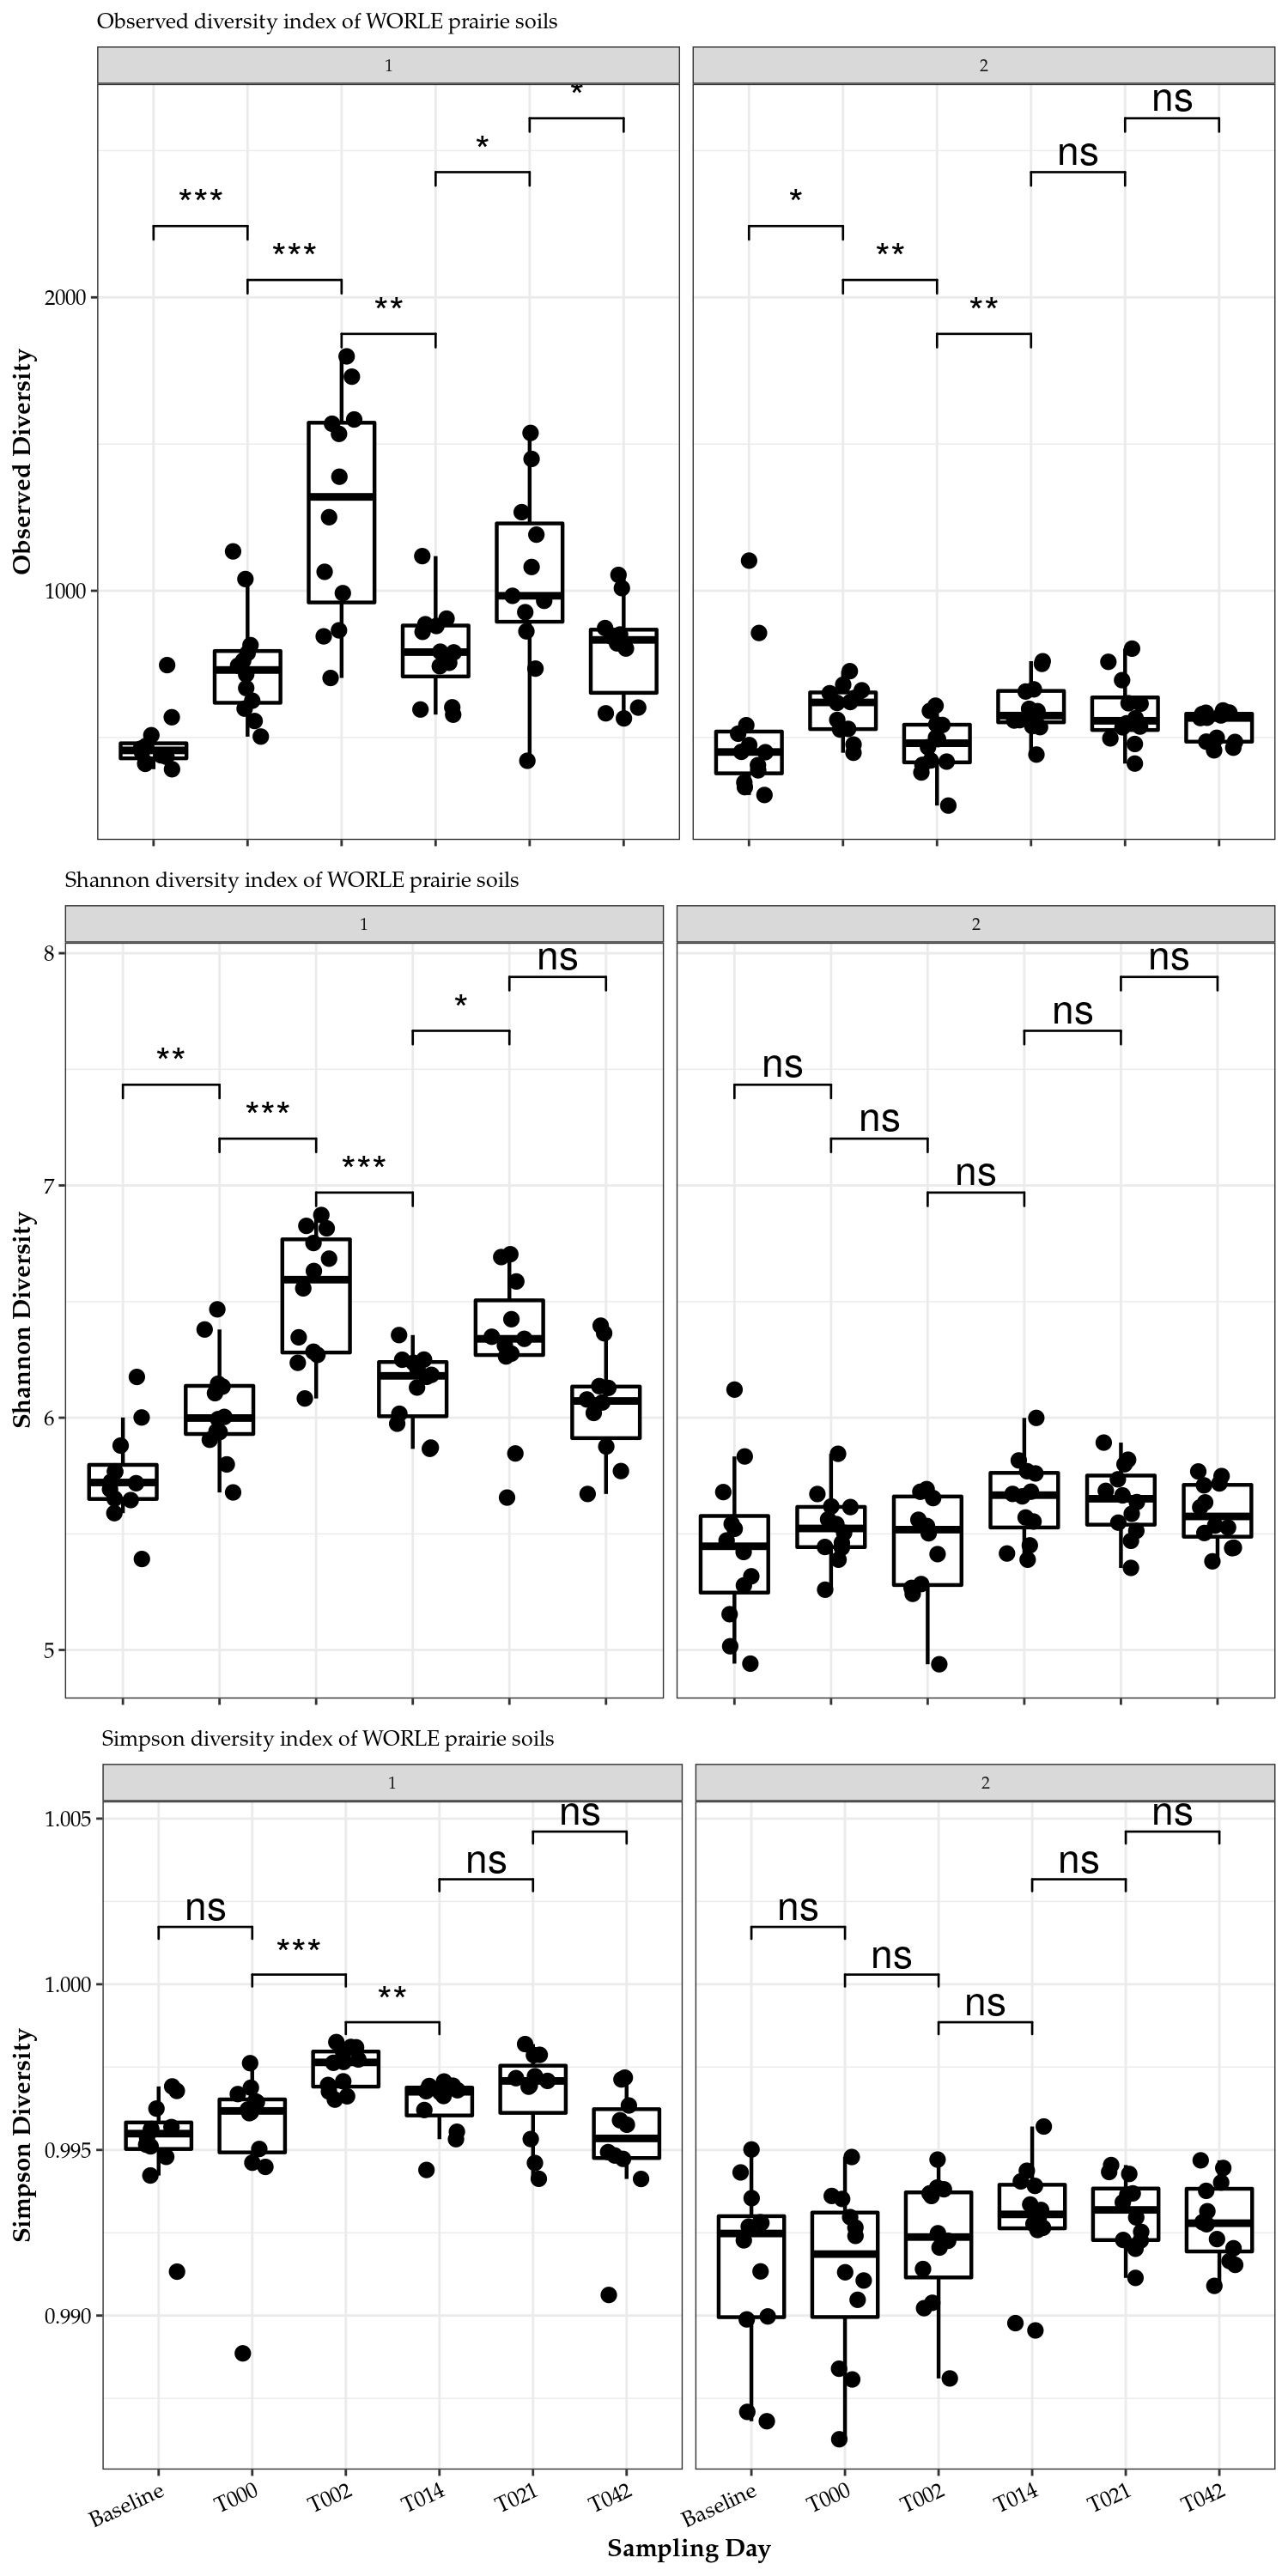 Observed diversity index of WORLE prairie soils
1
2
*
ns
*
ns
***
*
***
**
**
**
2000
1000
Observed Diversity
Shannon diversity index of WORLE prairie soils
1
2
8
ns
ns
*
ns
**
ns
***
ns
***
ns
7
6
5
Shannon Diversity
Simpson diversity index of WORLE prairie soils
1
2
1.005
ns
ns
ns
ns
ns
ns
***
ns
**
ns
1.000
0.995
0.990
Simpson Diversity
Baseline T000 T002 T014 T021 T042
Baseline T000 T002 T014 T021 T042
Sampling Day